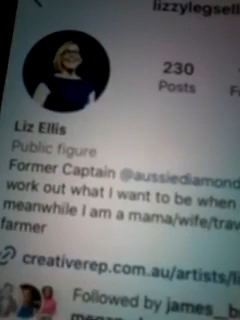 lizzylegsell
230
Posts
Liz Ellis
Public figure
Former Captain @aussiediamond
work out what I want to be when
meanwhile I am a mama/wife/trav
farmer
creativerep.com.au/artists/li
Followed by james_b